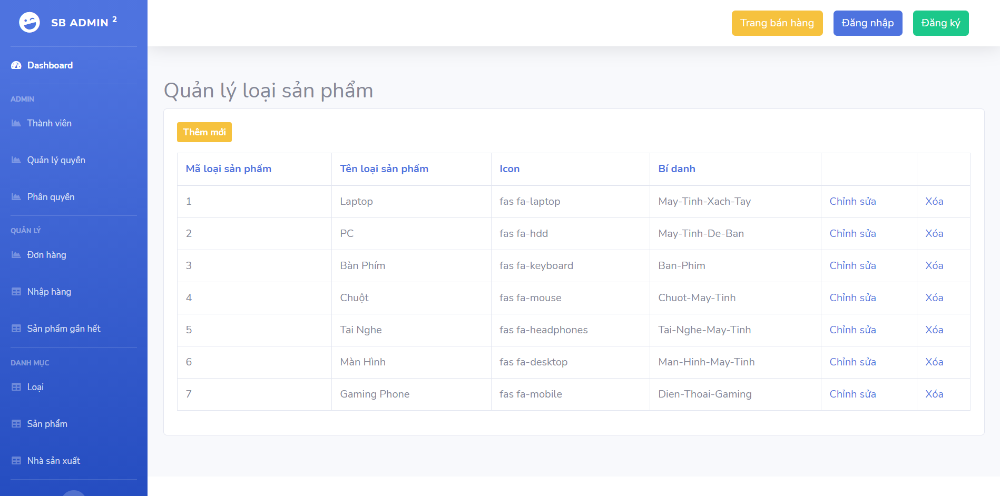 SB ADMIN 2
Trang bán hàng
Đăng nhập
Đăng ký
Dashboard
ADMIN
Thành viên
Quản lý quyền
Phân quyền
QUẢN LÝ
Đơn hàng
Nhập hàng
Sản phẩm gần hết
DANH MỤC
Loại
Sản phẩm
Nhà sản xuất
Quản lý loại sản phẩm
Thêm mới
Mã loại sản phẩm Tên loại sản phẩm Icon Bí danh
1 Laptop fas fa-laptop May-Tinh-Xach-Tay Chỉnh sửa Xóa
2 PC fas fa-hdd May-Tinh-De-Ban Chỉnh sửa Xóa
3 Bàn Phím fas fa-keyboard Ban-Phim Chỉnh sửa Xóa
4 Chuột fas fa-mouse Chuot-May-Tinh Chỉnh sửa Xóa
5 Tai Nghe fas fa-headphones Tai-Nghe-May-Tinh Chỉnh sửa Xóa
6 Màn Hình fas fa-desktop Man-Hinh-May-Tinh Chỉnh sửa Xóa
7 Gaming Phone fas fa-mobile Dien-Thoai-Gaming Chỉnh sửa Xóa